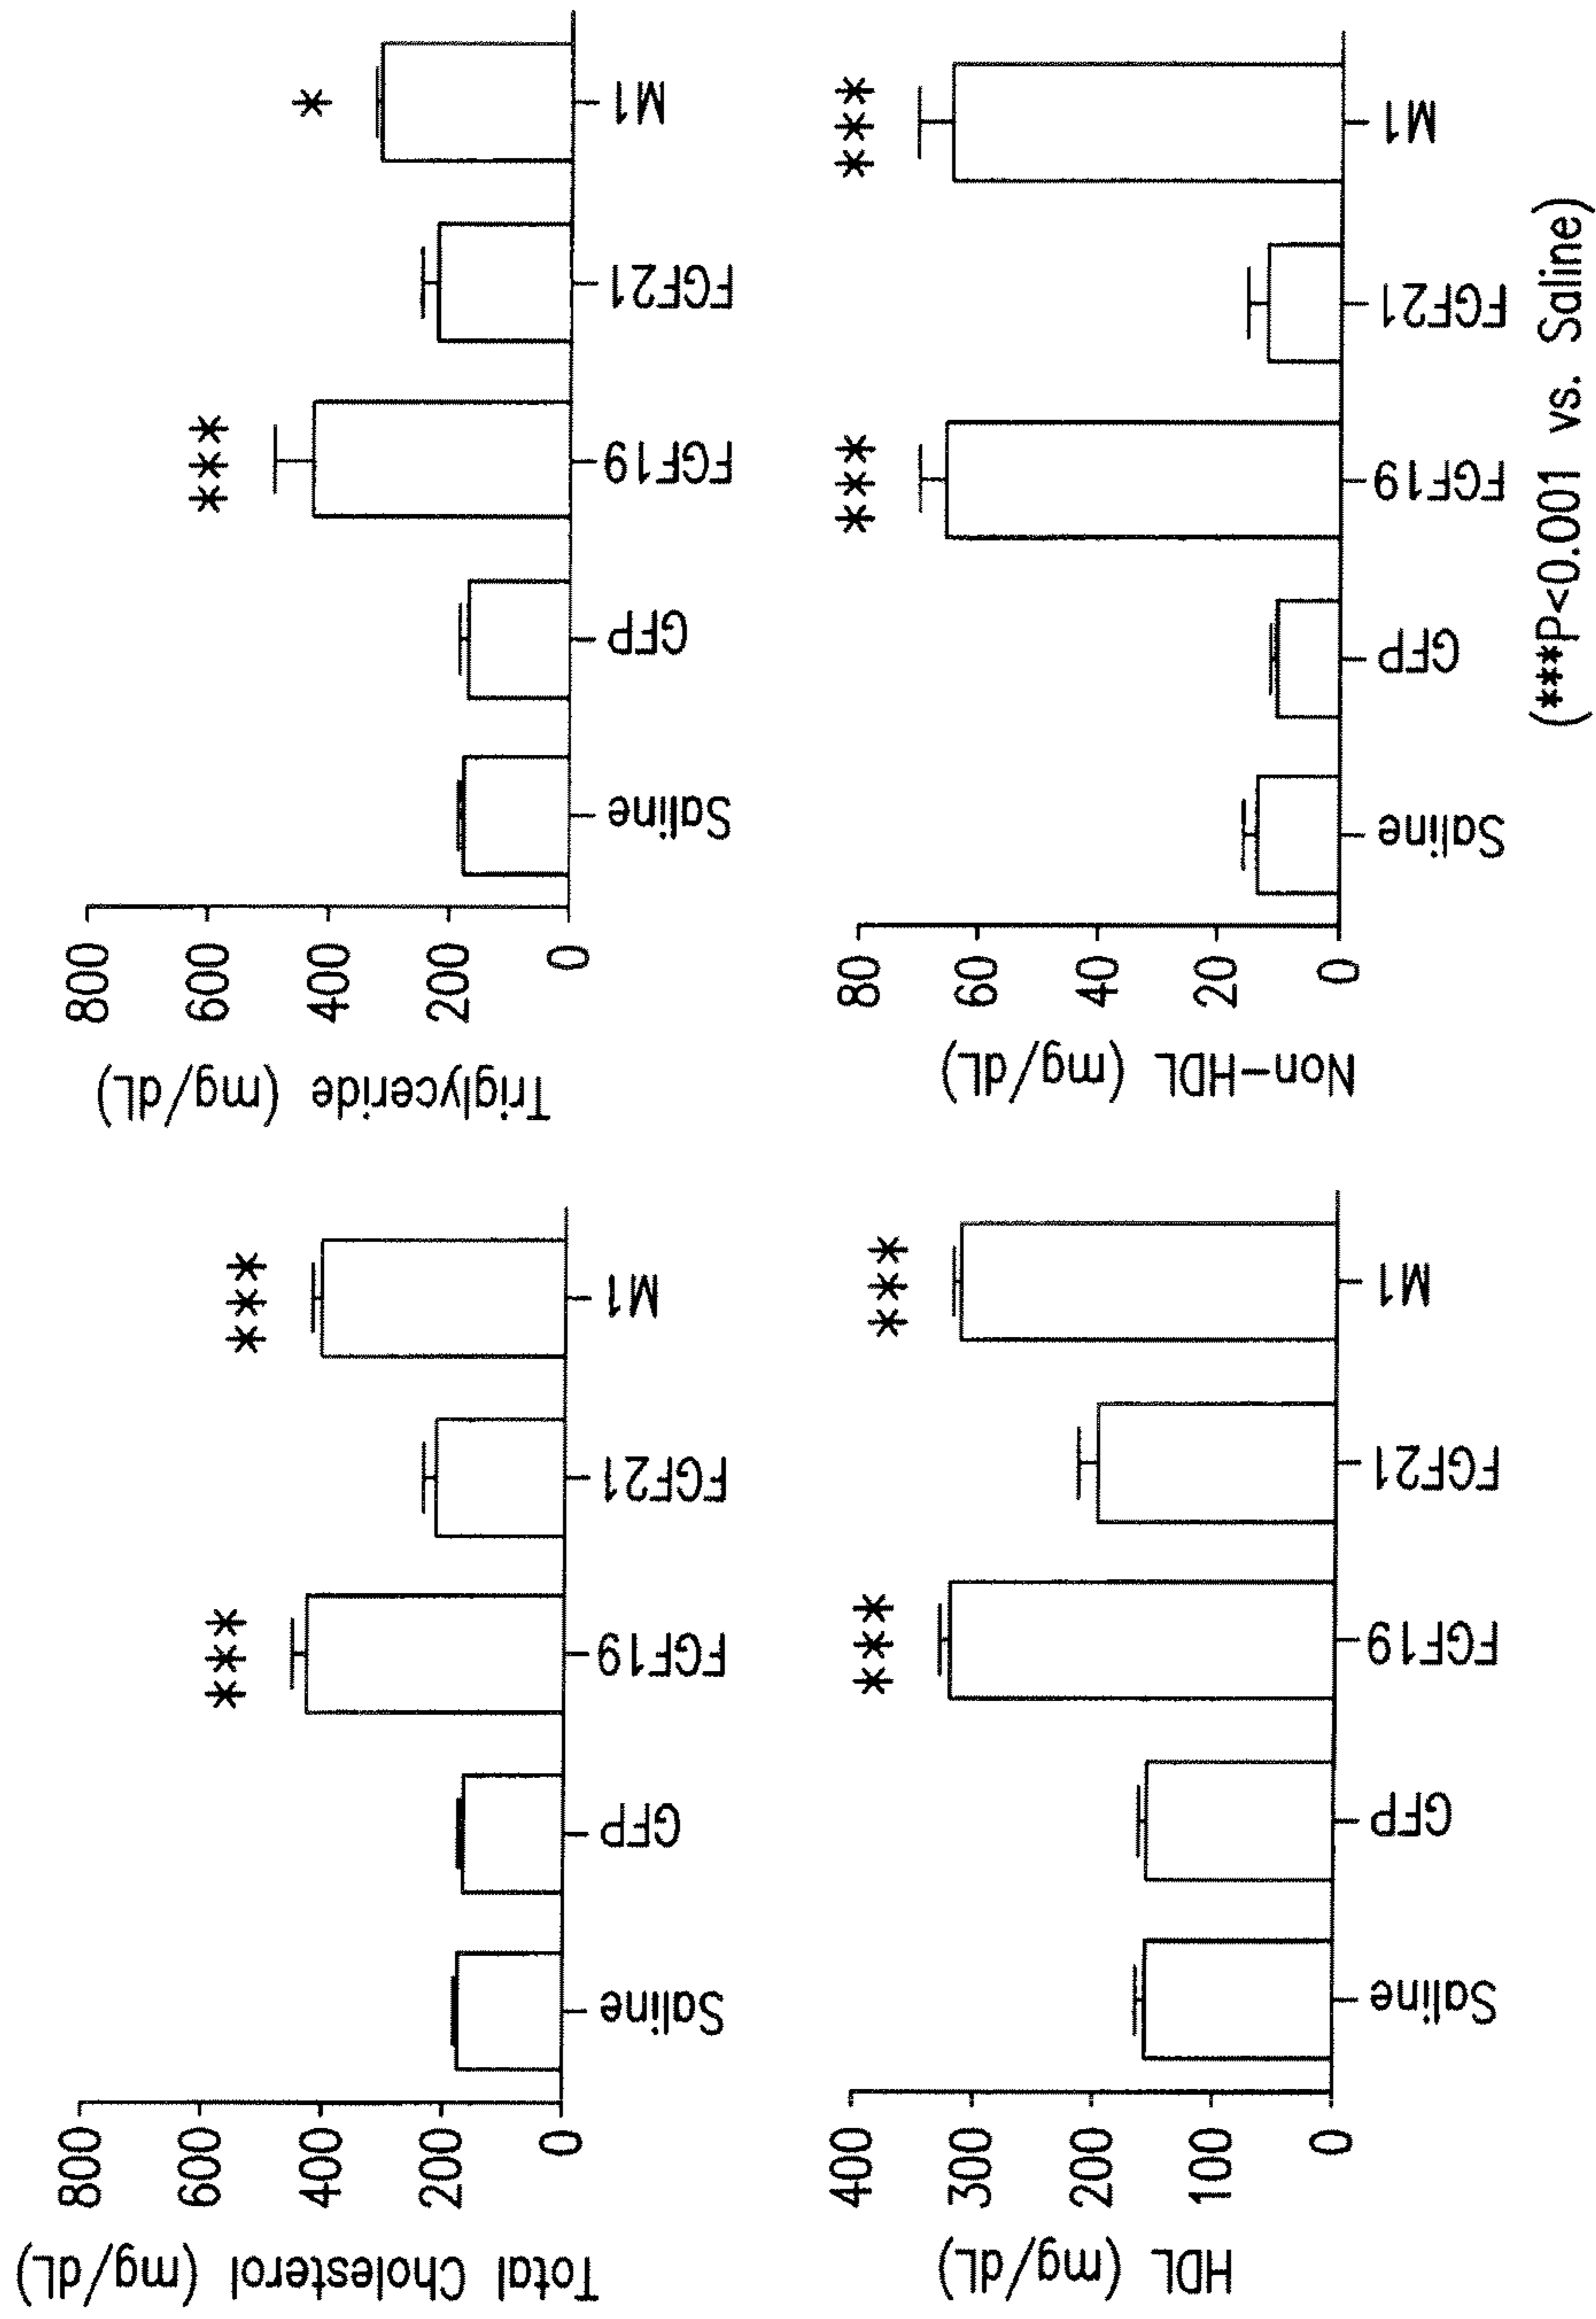 Total Cholesterol (mg/dL)
800
600
400
200
0
***
***
Saline
GFP
FGF19
FGF21
M1
Triglyceride (mg/dL)
800
600
400
200
0
***
*
Saline
GFP
FGF19
FGF21
M1
HDL (mg/dL)
400
300
200
100
0
***
***
Saline
GFP
FGF19
FGF21
M1
Non-HDL (mg/dL)
80
60
40
20
0
***
***
Saline
GFP
FGF19
FGF21
M1
(***P<0.001 vs. Saline)